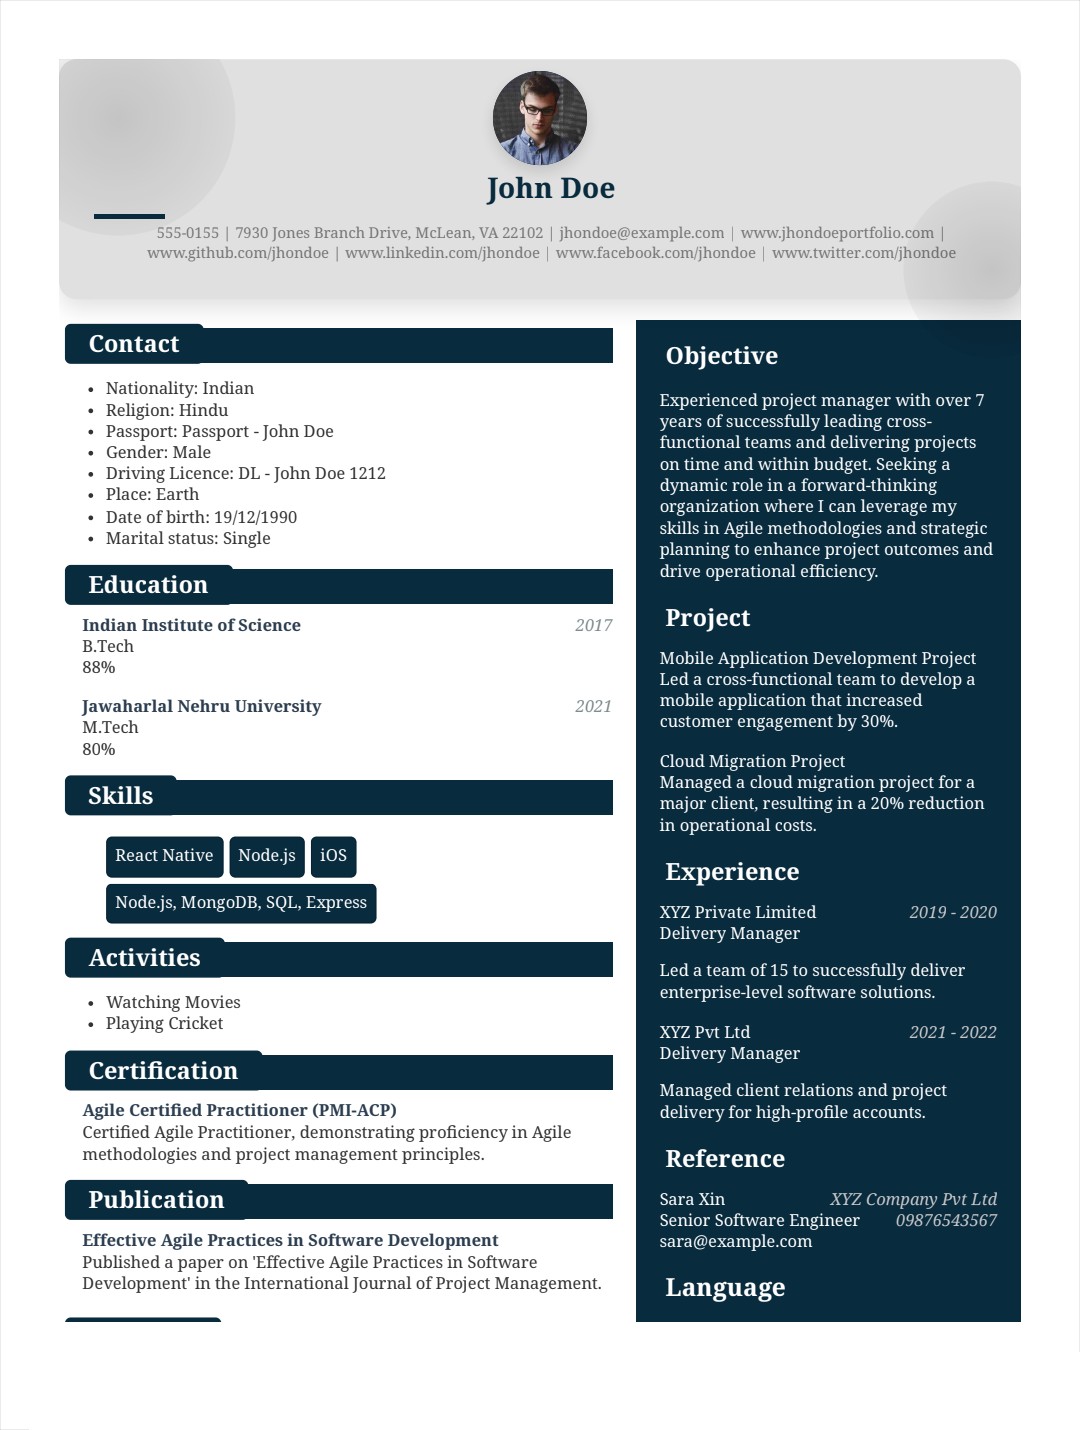 John Doe
555-0155 | 7930 Jones Branch Drive, McLean, VA 22102 | jhondoe@example.com | www.jhondoeportfolio.com |
www.github.com/jhondoe | www.linkedin.com/jhondoe | www.facebook.com/jhondoe | www.twitter.com/jhondoe
Contact
• Nationality: Indian
• Religion: Hindu
• Passport: Passport - John Doe
• Gender: Male
• Driving Licence: DL - John Doe 1212
• Place: Earth
• Date of birth: 19/12/1990
• Marital status: Single
Education
Indian Institute of Science 2017
B.Tech
88%
Jawaharlal Nehru University 2021
M.Tech
80%
Skills
React Native Node.js iOS
Node.js, MongoDB, SQL, Express
Activities
• Watching Movies
• Playing Cricket
Certification
Agile Certified Practitioner (PMI-ACP)
Certified Agile Practitioner, demonstrating proficiency in Agile
methodologies and project management principles.
Publication
Effective Agile Practices in Software Development
Published a paper on 'Effective Agile Practices in Software
Development' in the International Journal of Project Management.
Objective
Experienced project manager with over 7
years of successfully leading cross-
functional teams and delivering projects
on time and within budget. Seeking a
dynamic role in a forward-thinking
organization where I can leverage my
skills in Agile methodologies and strategic
planning to enhance project outcomes and
drive operational efficiency.
Project
Mobile Application Development Project
Led a cross-functional team to develop a
mobile application that increased
customer engagement by 30%.
Cloud Migration Project
Managed a cloud migration project for a
major client, resulting in a 20% reduction
in operational costs.
Experience
XYZ Private Limited 2019 - 2020
Delivery Manager
Led a team of 15 to successfully deliver
enterprise-level software solutions.
XYZ Pvt Ltd 2021 - 2022
Delivery Manager
Managed client relations and project
delivery for high-profile accounts.
Reference
Sara Xin XYZ Company Pvt Ltd
Senior Software Engineer 09876543567
sara@example.com
Language